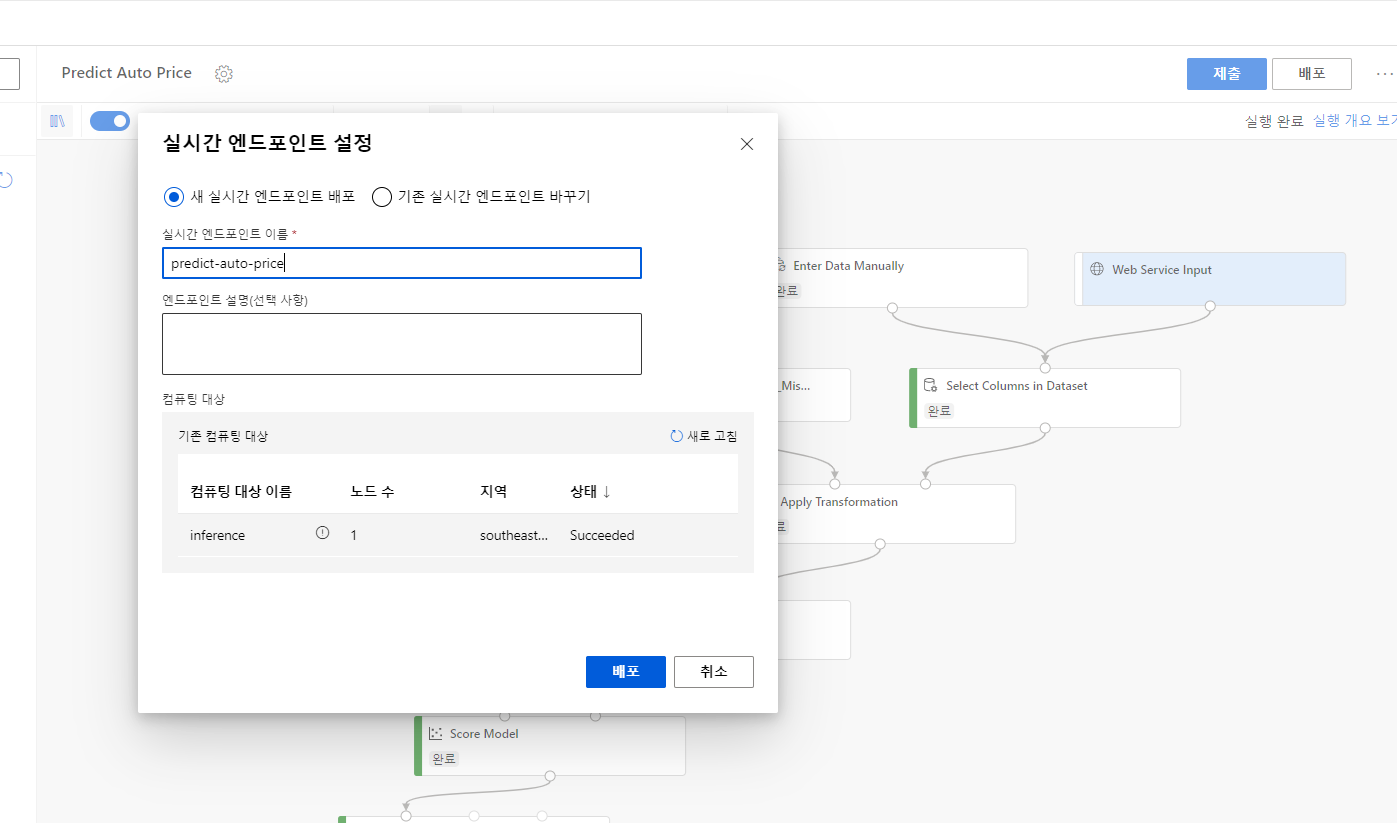 Predict Auto Price
제출
배포
실행 완료 실행 개요 보기
실시간 엔드포인트 설정
새 실시간 엔드포인트 배포
기존 실시간 엔드포인트 바꾸기
실시간 엔드포인트 이름 *
predict-auto-price
엔드포인트 설명(선택 사항)
컴퓨팅 대상
기존 컴퓨팅 대상
새로 고침
컴퓨팅 대상 이름 노드 수 지역 상태 ↓
inference 1 southeast... Succeeded
배포
취소
Enter Data Manually
완료
Web Service Input
_Mis...
Select Columns in Dataset
완료
Apply Transformation
료
Score Model
완료